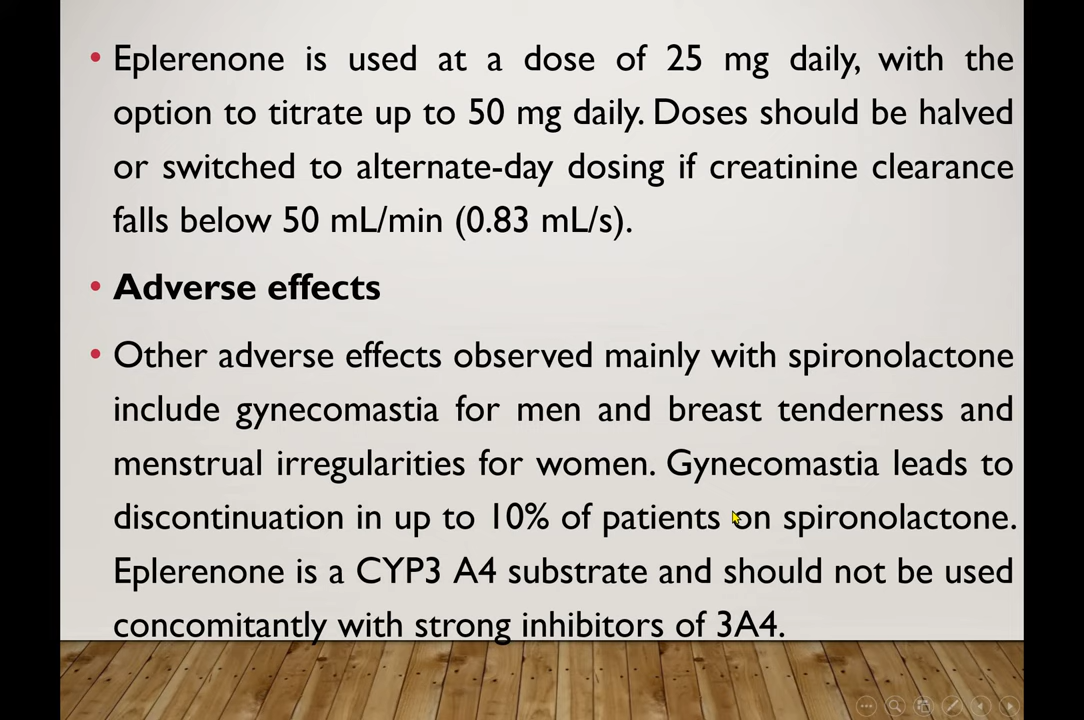 • Eplerenone is used at a dose of 25 mg daily, with the
option to titrate up to 50 mg daily. Doses should be halved
or switched to alternate-day dosing if creatinine clearance
falls below 50 mL/min (0.83 mL/s).
• Adverse effects
• Other adverse effects observed mainly with spironolactone
include gynecomastia for men and breast tenderness and
menstrual irregularities for women. Gynecomastia leads to
discontinuation in up to 10% of patients on spironolactone.
Eplerenone is a CYP3 A4 substrate and should not be used
concomitantly with strong inhibitors of 3A4.